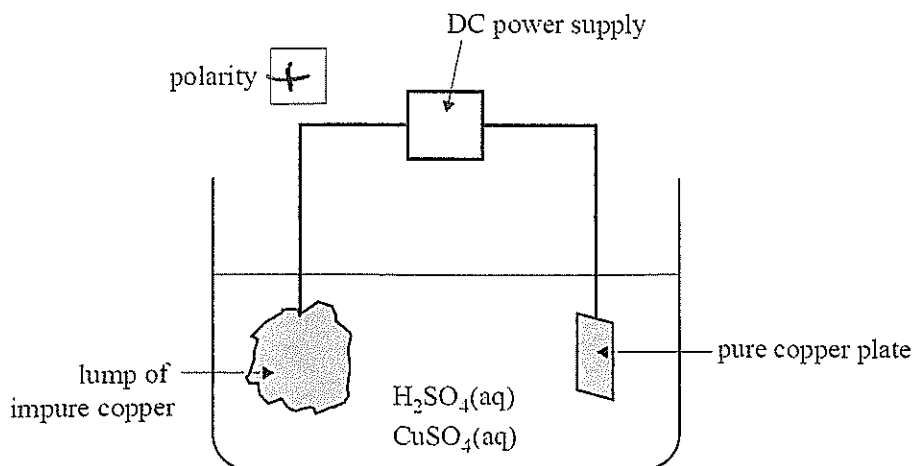 DC power supply
polarity +
lump of
impure copper
pure copper plate
H₂SO₄(aq)
CuSO₄(aq)